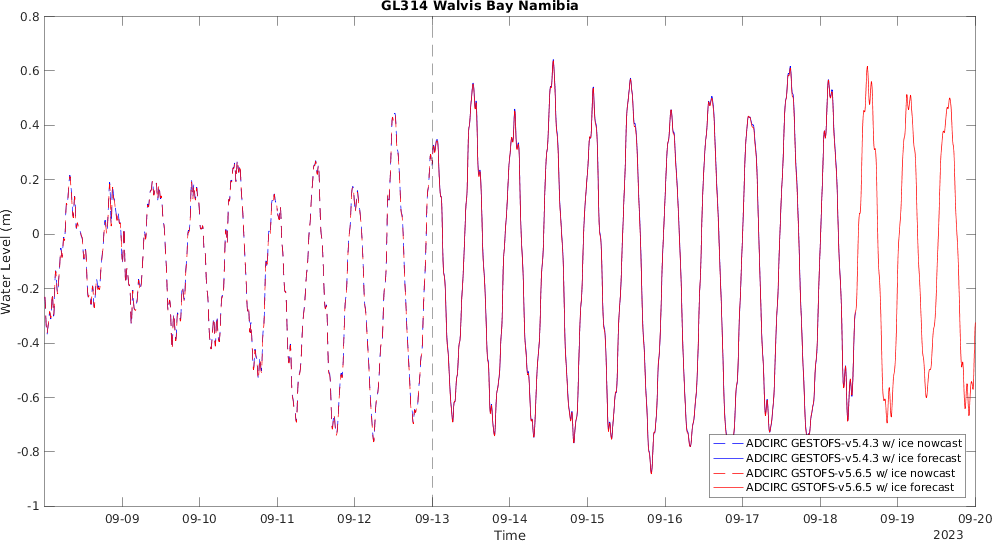 GL314 Walvis Bay Namibia
0.8
0.6
0.4
0.2
0
-0.2
-0.4
-0.6
-0.8
-1
Water Level (m)
ADCIRC GESTOFS-v5.4.3 w/ ice nowcast
ADCIRC GESTOFS-v5.4.3 w/ ice forecast
ADCIRC GSTOFS-v5.6.5 w/ ice nowcast
ADCIRC GSTOFS-v5.6.5 w/ ice forecast
09-09 09-10 09-11 09-12 09-13 09-14 09-15 09-16 09-17 09-18 09-19 09-20
Time
2023